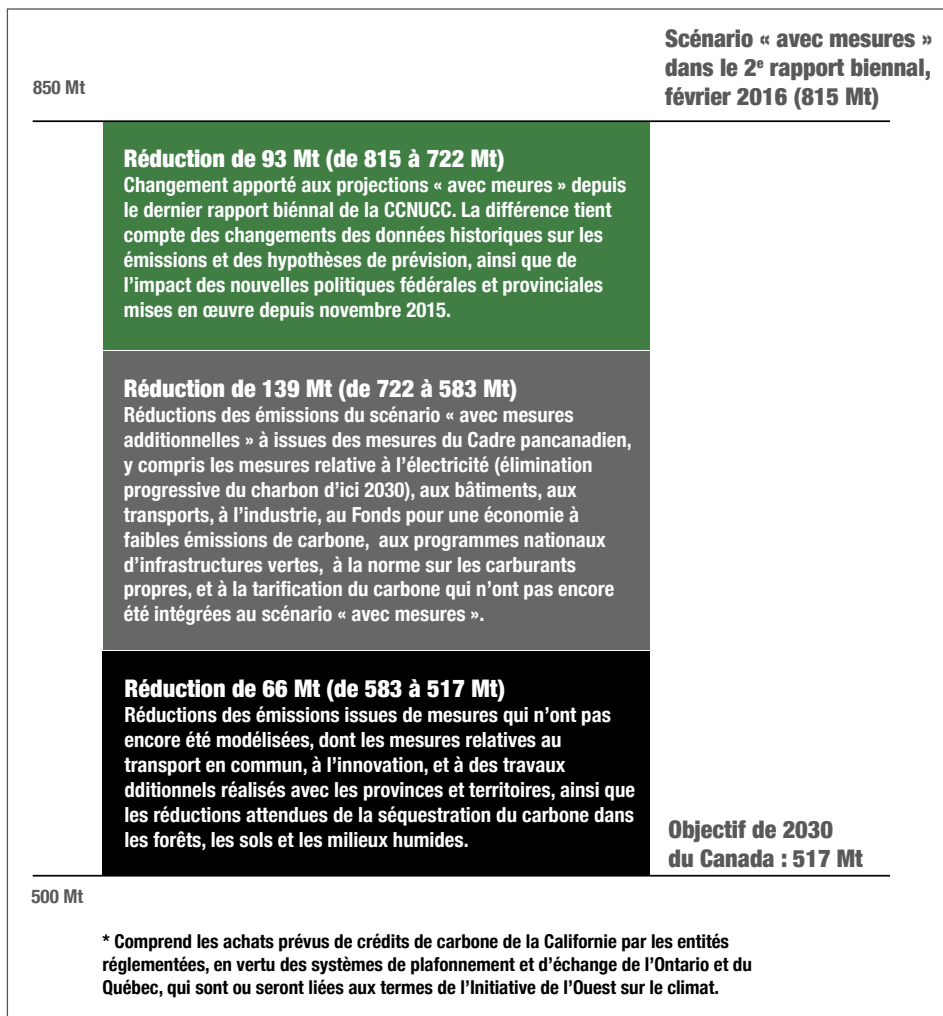 Scénario « avec mesures »
dans le 2e rapport biennal,
février 2016 (815 Mt)
850 Mt
Réduction de 93 Mt (de 815 à 722 Mt)
Changement apporté aux projections « avec meures » depuis
le dernier rapport biénnal de la CCNUCC. La différence tient
compte des changements des données historiques sur les
émissions et des hypothèses de prévision, ainsi que de
l'impact des nouvelles politiques fédérales et provinciales
mises en œuvre depuis novembre 2015.
Réduction de 139 Mt (de 722 à 583 Mt)
Réductions des émissions du scénario « avec mesures
additionnelles » à issues des mesures du Cadre pancanadien,
y compris les mesures relative à l'électricité (élimination
progressive du charbon d'ici 2030), aux bâtiments, aux
transports, à l'industrie, au Fonds pour une économie à
faibles émissions de carbone, aux programmes nationaux
d'infrastructures vertes, à la norme sur les carburants
propres, et à la tarification du carbone qui n'ont pas encore
été intégrées au scénario « avec mesures ».
Réduction de 66 Mt (de 583 à 517 Mt)
Réductions des émissions issues de mesures qui n'ont pas
encore été modélisées, dont les mesures relatives au
transport en commun, à l'innovation, et à des travaux
dditionnels réalisés avec les provinces et territoires, ainsi que
les réductions attendues de la séquestration du carbone dans
les forêts, les sols et les milieux humides.
Objectif de 2030
du Canada : 517 Mt
500 Mt
* Comprend les achats prévus de crédits de carbone de la Californie par les entités
réglementées, en vertu des systèmes de plafonnement et d'échange de l'Ontario et du
Québec, qui sont ou seront liées aux termes de l'Initiative de l'Ouest sur le climat.